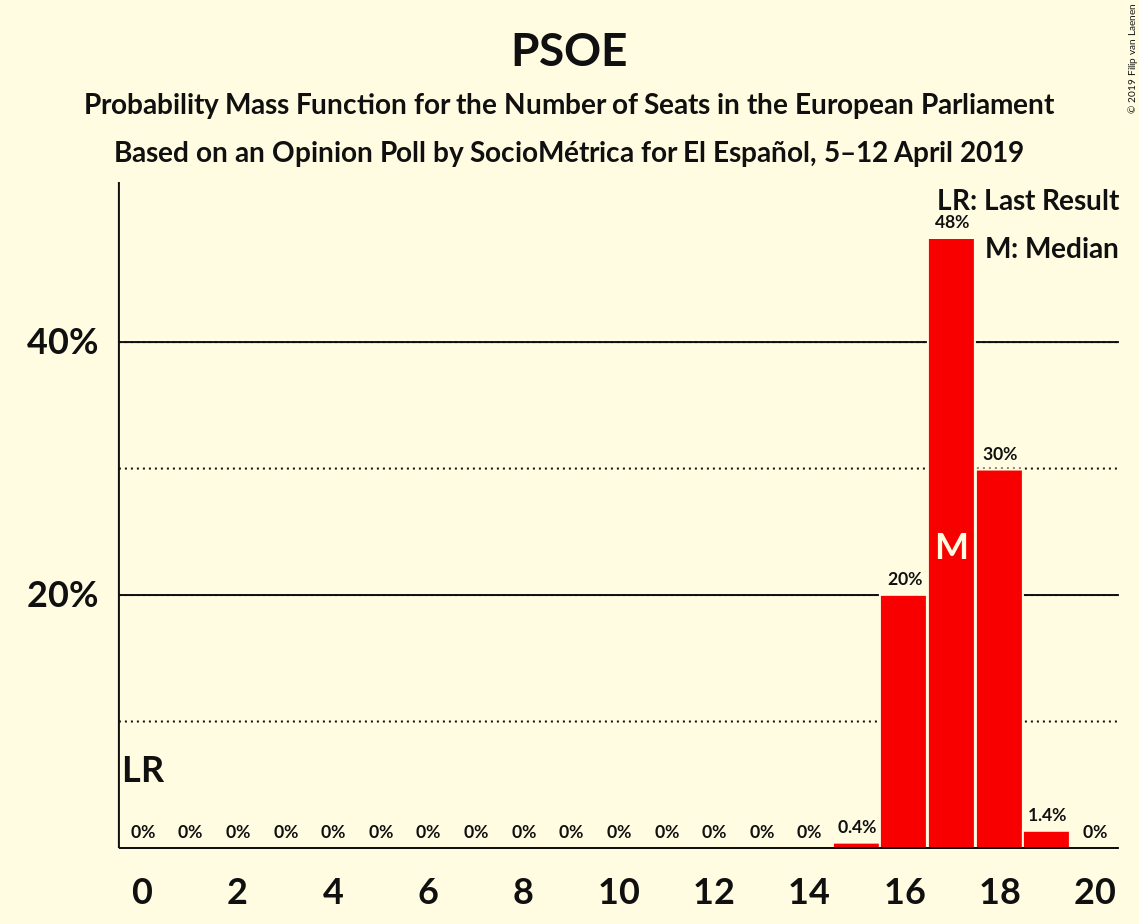 PSOE
Probability Mass Function for the Number of Seats in the European Parliament
Based on an Opinion Poll by SocioMétrica for El Español, 5–12 April 2019
© 2019 Filip van Laenen
LR: Last Result
M: Median
48%
40%
30%
M
20%
20%
LR
0% 0% 0% 0% 0% 0% 0% 0% 0% 0% 0% 0% 0% 0% 0% 0.4% 1.4% 0%
0 2 4 6 8 10 12 14 16 18 20